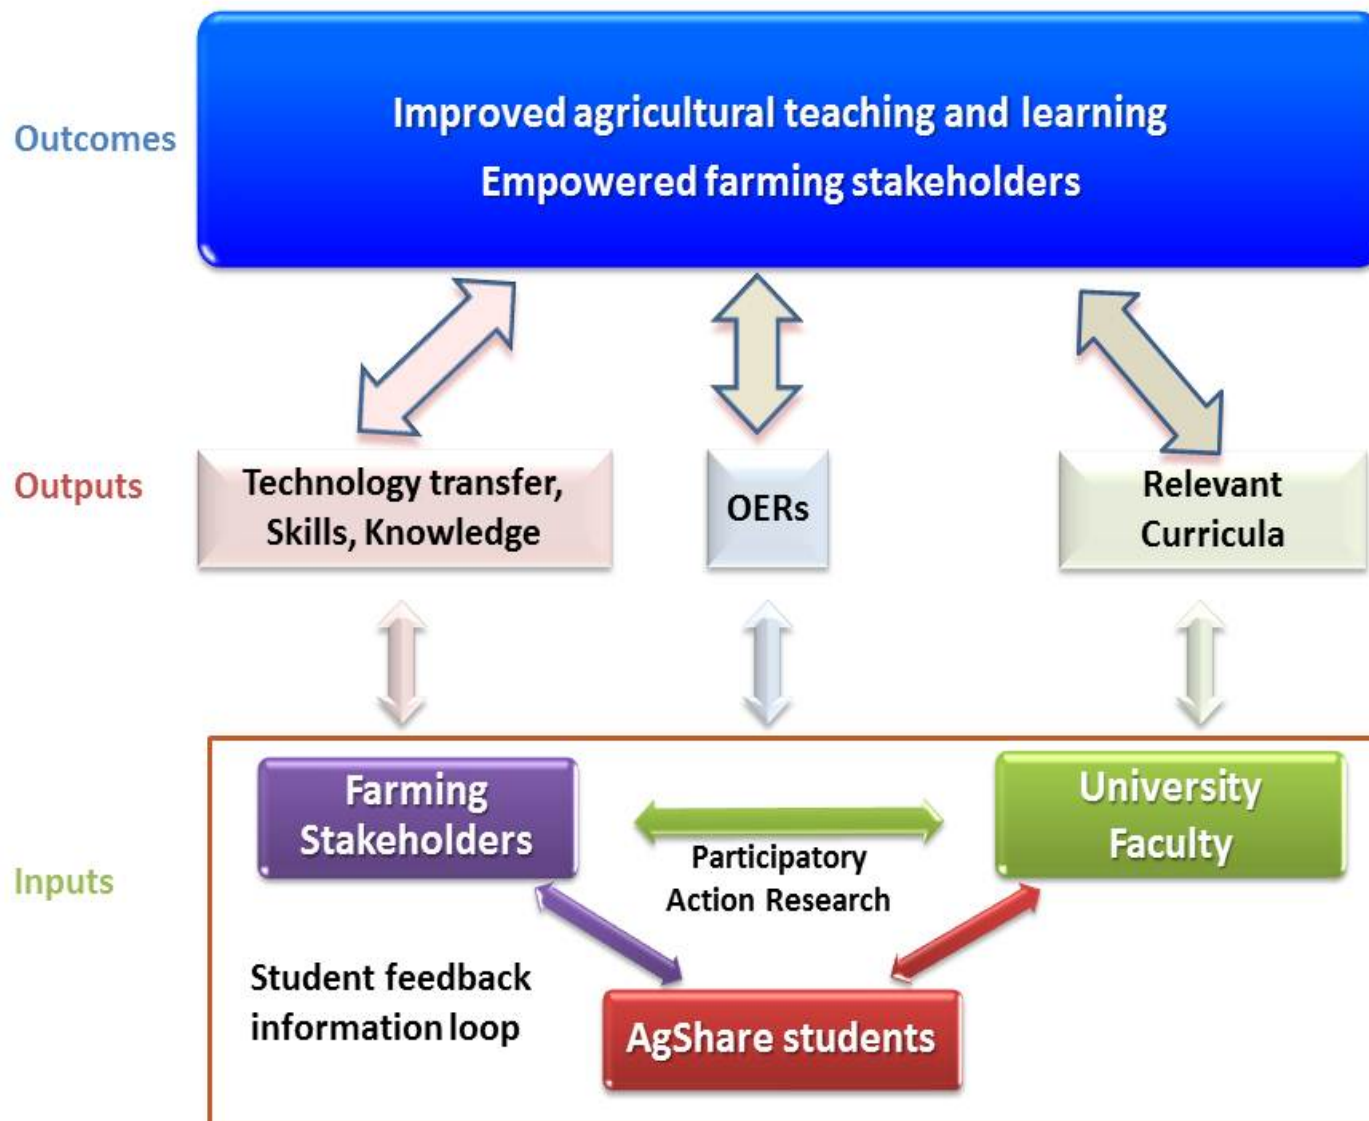 Outcomes
Improved agricultural teaching and learning
Empowered farming stakeholders
Outputs
Technology transfer,
Skills, Knowledge
OERs
Relevant
Curricula
Inputs
Farming
Stakeholders
Participatory
Action Research
University
Faculty
Student feedback
information loop
AgShare students